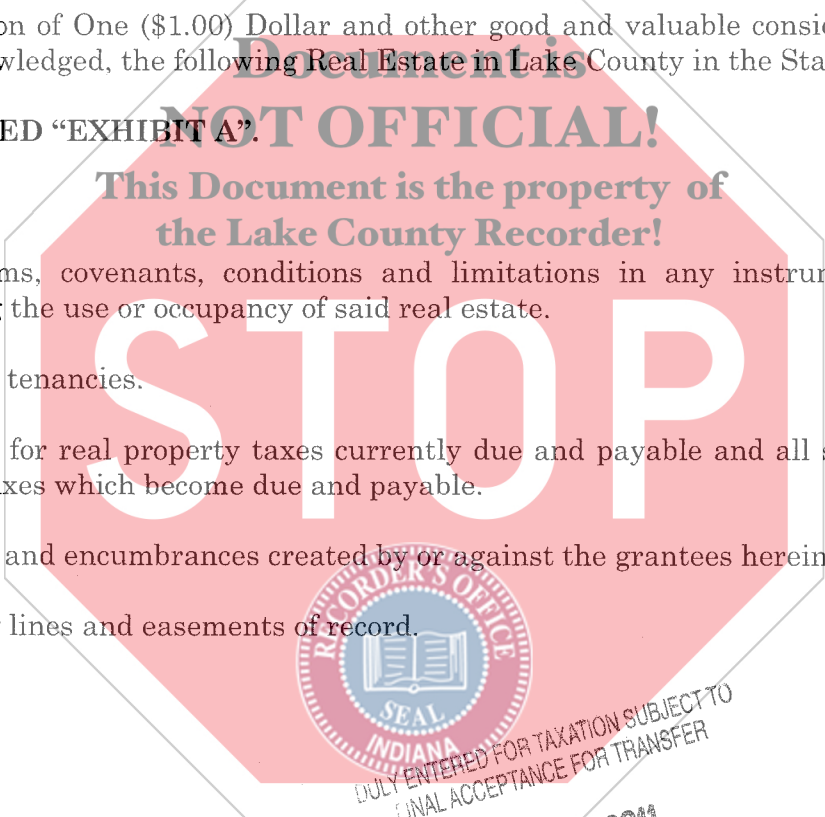 on of One ($1.00) Dollar and other good and valuable consi
Document is
wledged, the following Real Estate in Lake County in the Sta
NOT OFFICIAL!
ED “EXHIBIT A”.
This Document is the property of
the Lake County Recorder!
ms, covenants, conditions and limitations in any instru
the use or occupancy of said real estate.
STOP
tenancies.
for real property taxes currently due and payable and all
xes which become due and payable.
and encumbrances created by or against the grantees herein
lines and easements of record.
RECORDER'S OFFICE
SEAL
INDIANA
DULY ENTERED FOR TAXATION SUBJECT TO
FINAL ACCEPTANCE FOR TRANSFER